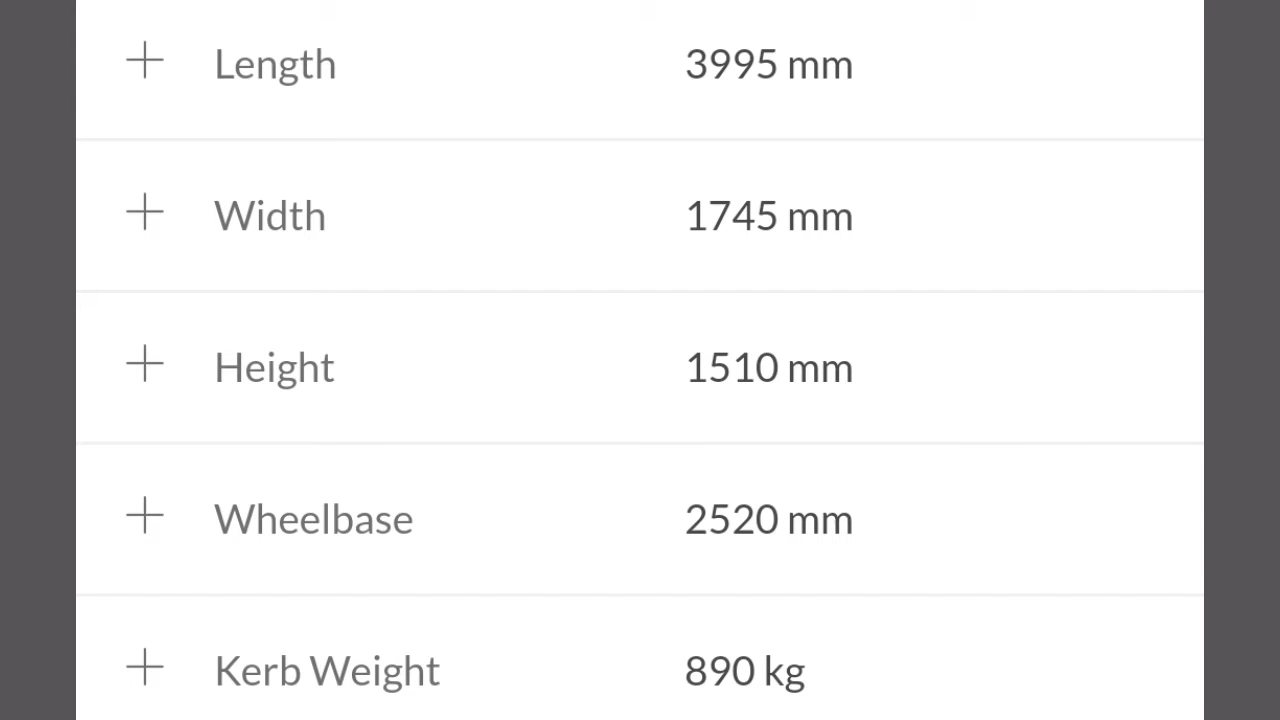 Length 3995 mm
Width 1745 mm
Height 1510 mm
Wheelbase 2520 mm
Kerb Weight 890 kg